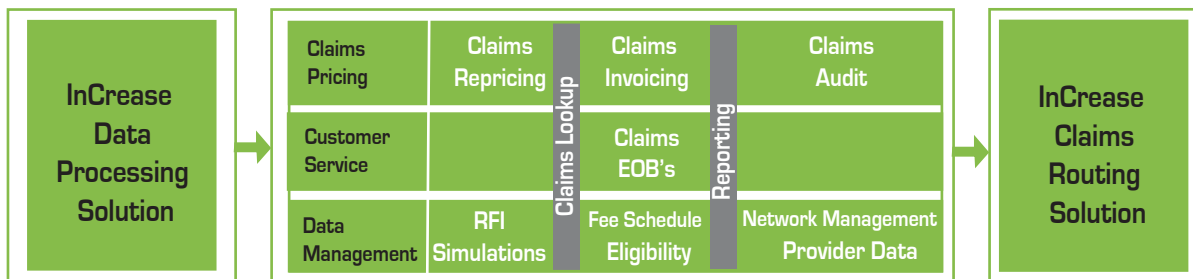 InCrease
Data
Processing
Solution
Claims
Pricing
Claims
Repricing
Claims Lookup
Claims
Invoicing
Reporting
Claims
Audit
Customer
Service
Claims
EOB's
Data
Management
RFI
Simulations
Fee Schedule
Eligibility
Network Management
Provider Data
InCrease
Claims
Routing
Solution